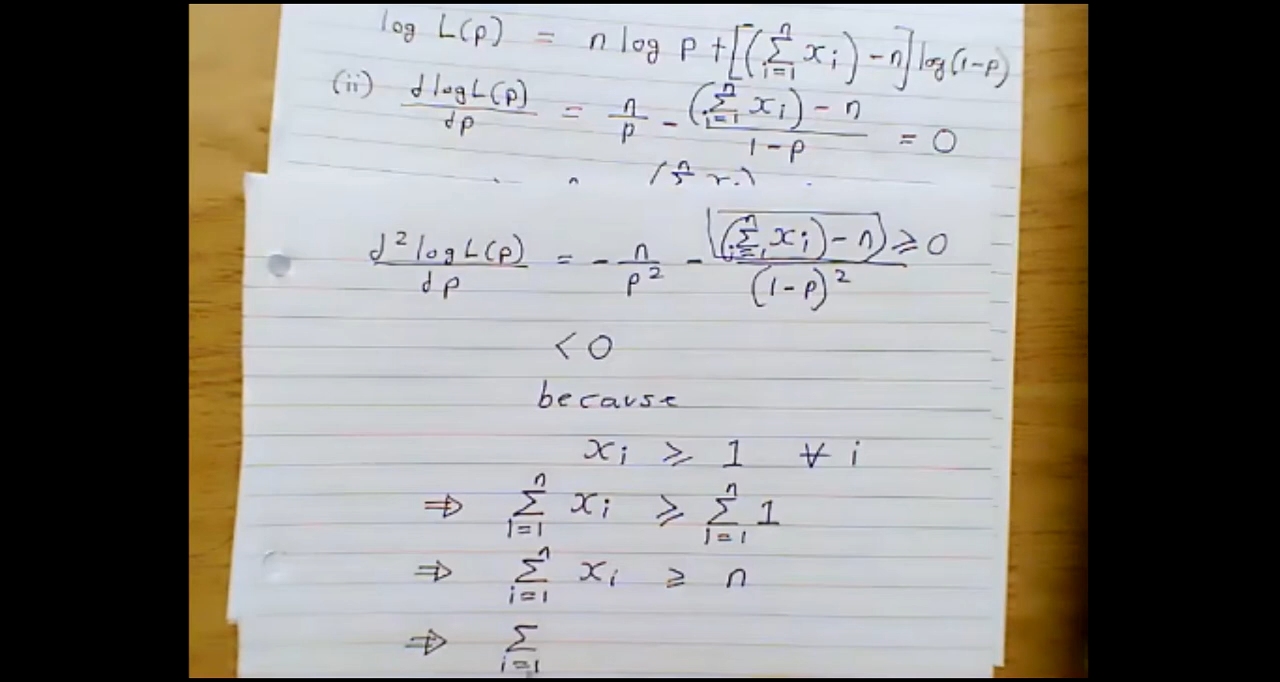 log L(p) = n log p + [(∑_{i=1}^{n} x_i) - n] log(1-p)
(ii) d log L(p) / dp = n/p - ((∑_{i=1}^{n} x_i) - n) / (1-p) = 0
d² log L(p) / dp = - n/p² - ((∑_{i=1}^{n} x_i) - n) / (1-p)² ⩾ 0
< 0
because
x_i ⩾ 1 ∀ i
⇒ ∑_{i=1}^{n} x_i ⩾ ∑_{i=1}^{n} 1
⇒ ∑_{i=1}^{n} x_i ⩾ n
⇒ ∑_{i=1}